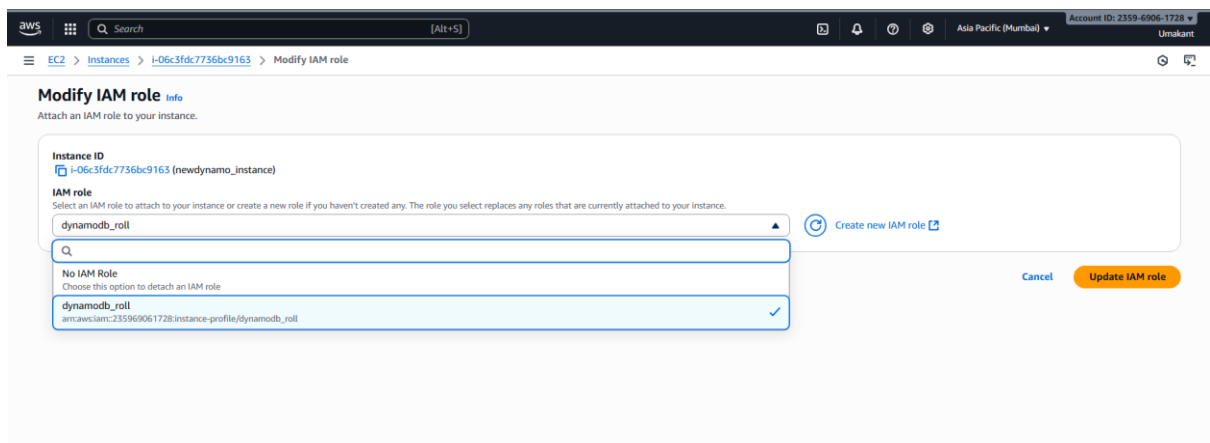 aws
Search [Alt+S]
Asia Pacific (Mumbai)
Account ID: 2359-6906-1728
Umakant
EC2 > Instances > i-06c3fdc7736bc9163 > Modify IAM role
Modify IAM role Info
Attach an IAM role to your instance.
Instance ID
i-06c3fdc7736bc9163 (newdynamo_instance)
IAM role
Select an IAM role to attach to your instance or create a new role if you haven't created any. The role you select replaces any roles that are currently attached to your instance.
dynamodb_roll
Create new IAM role
No IAM Role
Choose this option to detach an IAM role
dynamodb_roll
arn:aws:iam::235969061728:instance-profile/dynamodb_roll
Cancel
Update IAM role